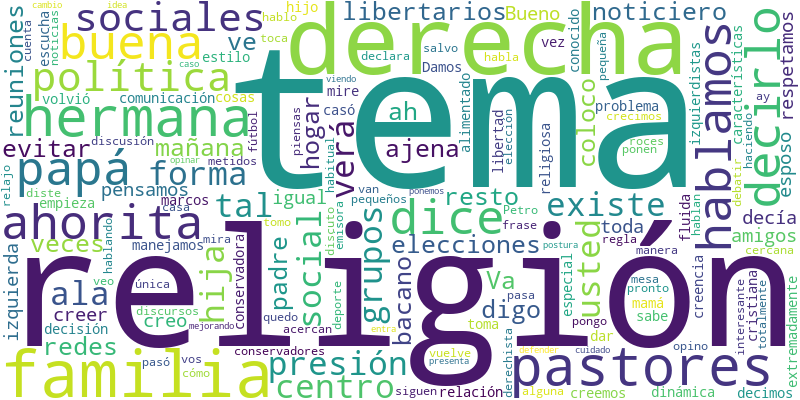 cambio idea
cuenta escucha noticias
sociales
hablo toca
hijo
libertarios
Bueno noticiero
reuniones
buena
ve estilo
declara salvo Damos
habla
vez
conocido
derecha
política
volvió
caso
comunicación cosas
viendo
mire
casó
ah
tema
alimentado
crecimos
pequeña
problema
izquierdistas
características
ay
haciendo
respetamos
hermana
evitar
discusión
mañana
fútbol
piensas
hogar
verá
ajena
libertad
elección
religiosa
coloco
roces
ponen
hablamos
decirlo
esposo
relajo
opinar
metidos
papá
pensamos
forma
habitual
igual
van
pequeños
ponemos
resto
existe
toda
debatir
diste
marcos
empieza
casa
tal
dice
Petro
frase
regla
decía
amigos
ahorita
veces
manejamos
mira
tomo
padre
discuto
emisora
grupos
elecciones
usted
manera
hablan
fluida
cercana
izquierda
ala
hablando
veo
única
hija
conservadora
social
deporte
bacano
digo
Va
postura
especial
mesa
pronto
mamá
sabe
creencia
religión
creer
decisión
creo
discursos
quedo
acercan
pasa
toma
pongo
dar
opino
interesante
cristiana
totalmente
extremadamente
redes
pasó
vos
mejorando
conservadores
presión
entra
vuelve
presenta
derechista
defender
cuidado
pastores
familia
cómo
centro
siguen
relación
alguna
creemos
dinámica
decimos